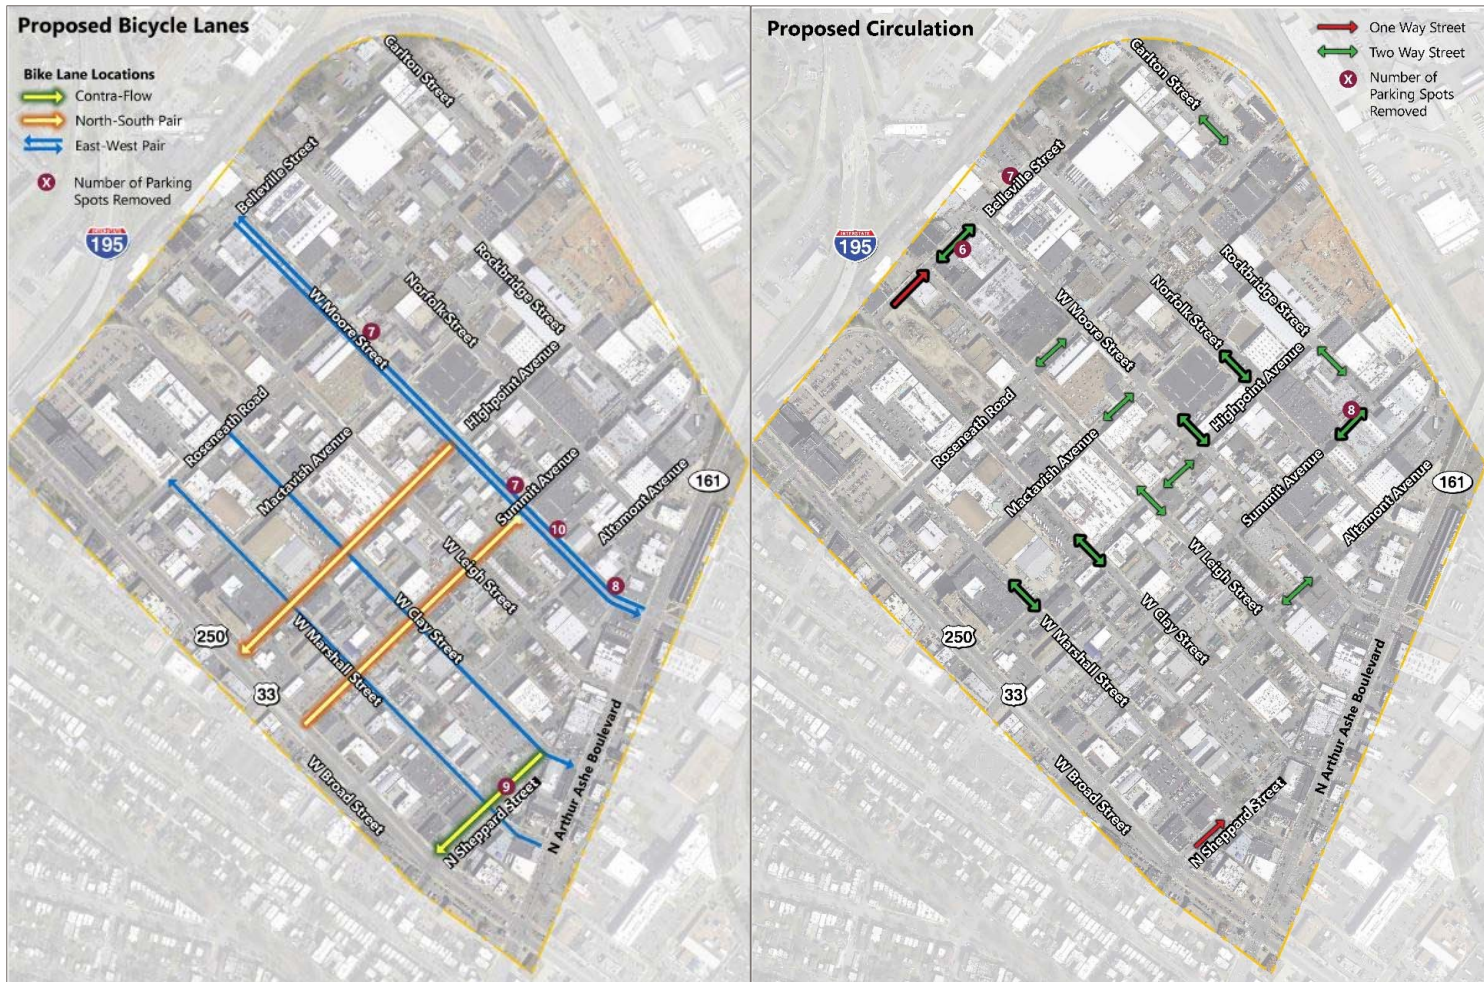 Proposed Bicycle Lanes
Bike Lane Locations
Contra-Flow
North-South Pair
East-West Pair
X
Number of Parking
Spots Removed
INTERSTATE
195
Carlton Street
Belleville Street
W Moore Street
7
Norfolk Street
Rockbridge Street
Highpoint Avenue
Roseneath Road
Mactavish Avenue
7
Summit Avenue
10
Altamont Avenue
161
W Leigh Street
8
W Clay Street
250
W Marshall Street
33
W Broad Street
9
N Sheppard Street
N Arthur Ashe Boulevard
Proposed Circulation
One Way Street
Two Way Street
X
Number of
Parking Spots
Removed
INTERSTATE
195
Carlton Street
7
Belleville Street
6
W Moore Street
Norfolk Street
Rockbridge Street
Highpoint Avenue
Roseneath Road
Mactavish Avenue
8
Summit Avenue
Altamont Avenue
161
W Leigh Street
W Clay Street
250
W Marshall Street
33
W Broad Street
N Sheppard Street
N Arthur Ashe Boulevard